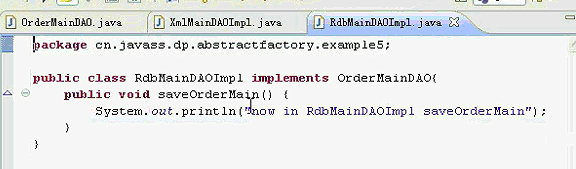 OrderMainDAO.java XmlMainDAOImpl.java RdbMainDAOImpl.java
package cn.javass.dp.abstractfactory.example5;
public class RdbMainDAOImpl implements OrderMainDAO{
public void saveOrderMain() {
System.out.println("now in RdbMainDAOImpl saveOrderMain");
}
}